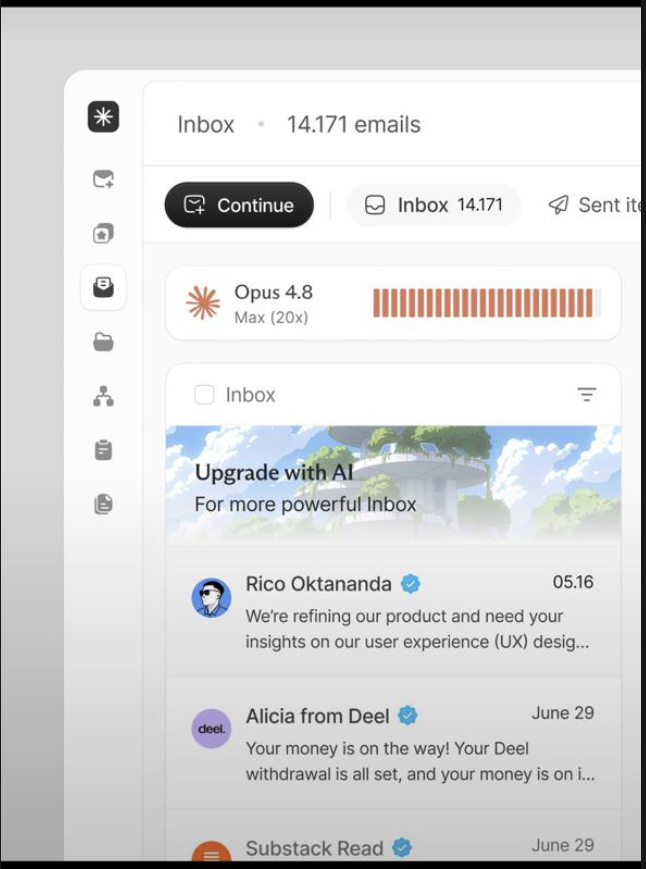 Inbox • 14.171 emails
Continue
Inbox 14.171
Sent ite
Opus 4.8
Max (20x)
Inbox
Upgrade with AI
For more powerful Inbox
Rico Oktananda 05.16
We’re refining our product and need your
insights on our user experience (UX) desig...
deel.
Alicia from Deel June 29
Your money is on the way! Your Deel
withdrawal is all set, and your money is on i...
Substack Read June 29